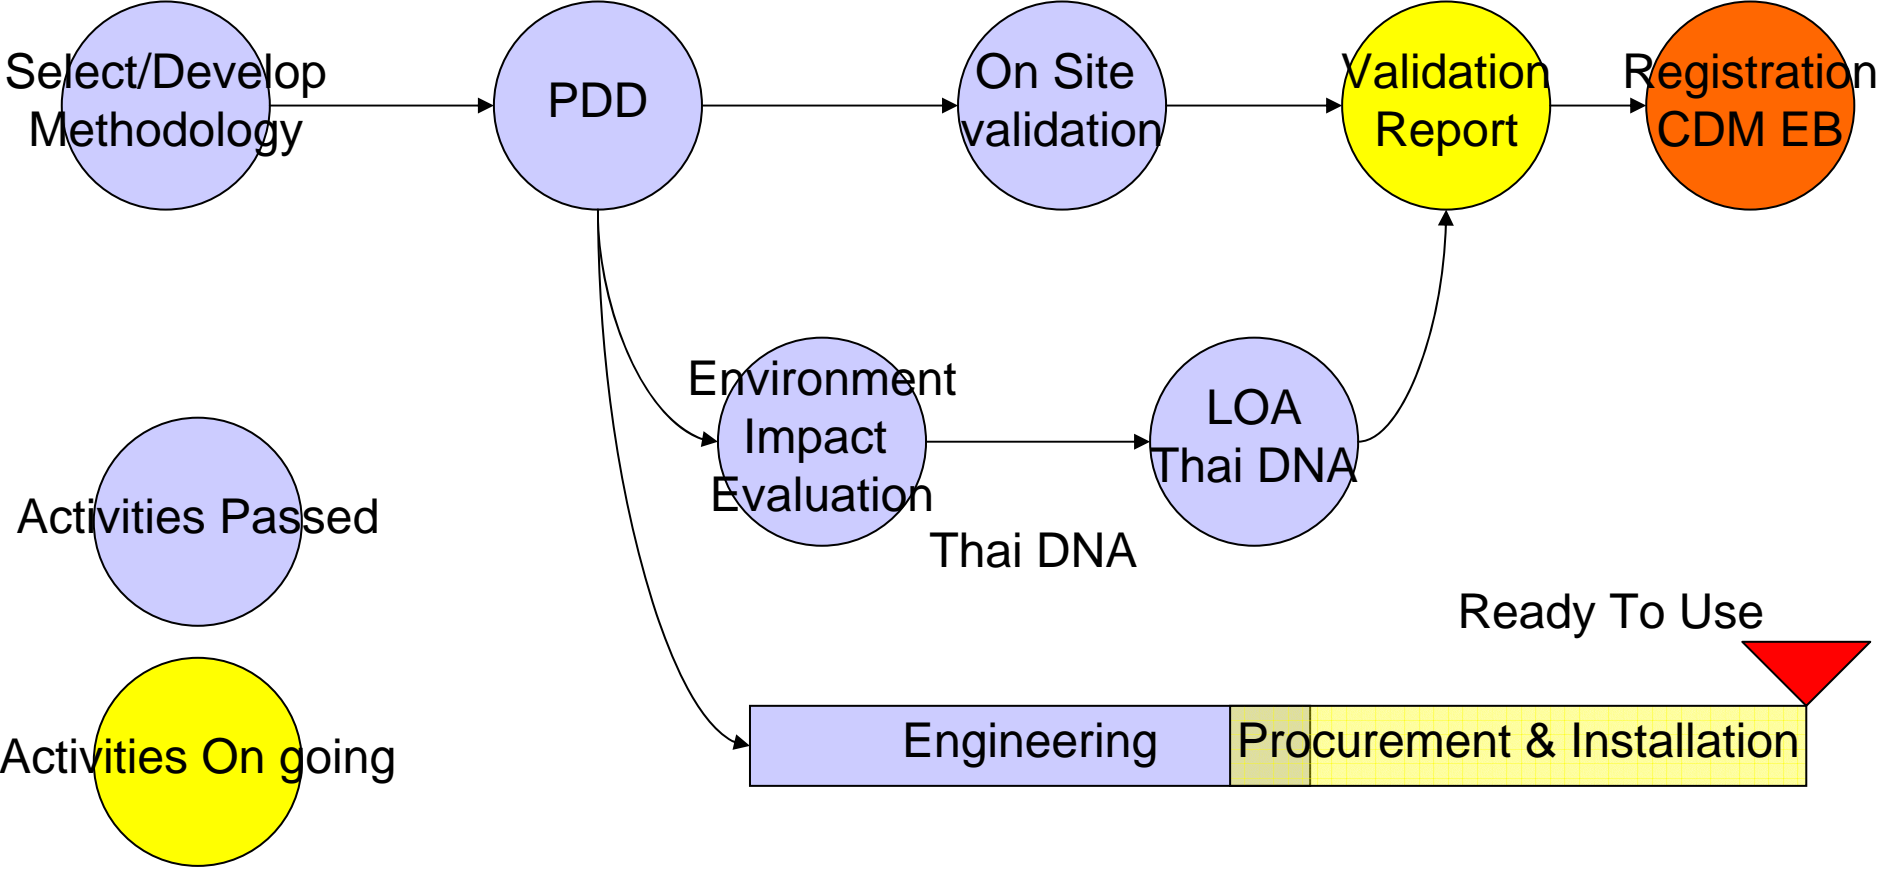 Select/Develop
Methodology
PDD
On Site
validation
Validation
Report
Registration
CDM EB
Environment
Impact
Evaluation
LOA
Thai DNA
Thai DNA
Activities Passed
Activities On going
Ready To Use
Engineering
Procurement & Installation